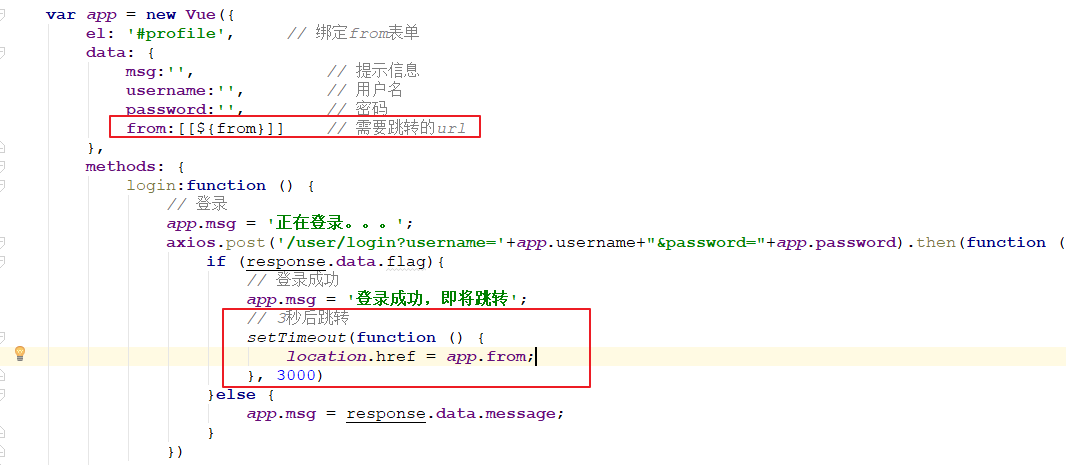 var app = new Vue({
el: '#profile', // 绑定from表单
data: {
msg:'', // 提示信息
username:'', // 用户名
password:'', // 密码
from:[[${from}]] // 需要跳转的url
},
methods: {
login:function () {
// 登录
app.msg = '正在登录。。。';
axios.post('/user/login?username='+app.username+"&password="+app.password).then(function (
if (response.data.flag){
// 登录成功
app.msg = '登录成功，即将跳转';
// 3秒后跳转
setTimeout(function () {
location.href = app.from;
}, 3000)
}else {
app.msg = response.data.message;
}
})